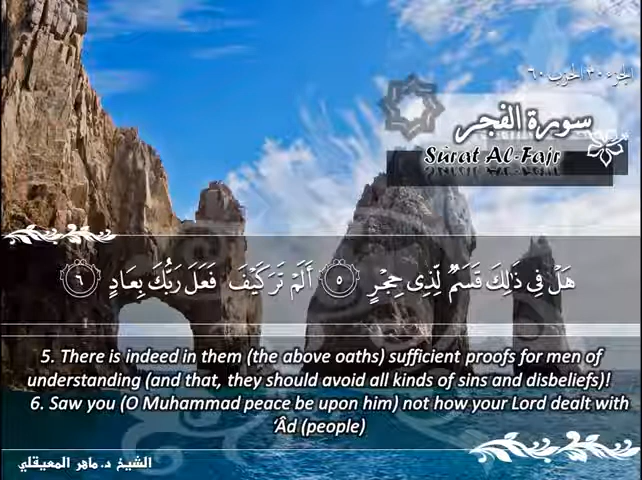 الجزء ٣٠ الحزب ٦٠
سورة الفجر
Sûrat Al-Fajr
هَلْ فِى ذَٰلِكَ قَسَمٌ لِّذِى حِجْرٍ ٥ أَلَمْ تَرَ كَيْفَ فَعَلَ رَبُّكَ بِعَادٍ ٦
5. There is indeed in them (the above oaths) sufficient proofs for men of
understanding (and that, they should avoid all kinds of sins and disbeliefs)!
6. Saw you (O Muhammad peace be upon him) not how your Lord dealt with
‘Âd (people)
الشيخ د. ماهر المعيقلي